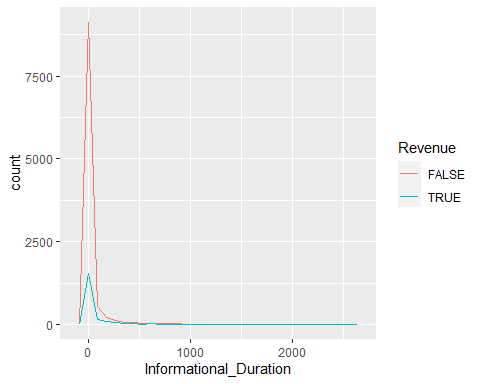 7500
5000
2500
0
count
0 1000 2000
Informational_Duration
Revenue
FALSE
TRUE